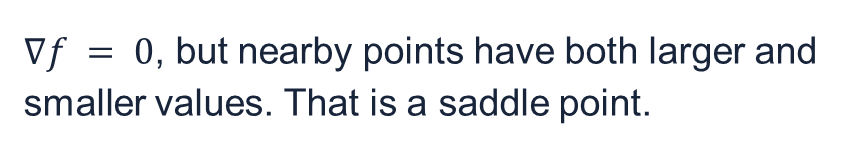 ∇f = 0, but nearby points have both larger and
smaller values. That is a saddle point.